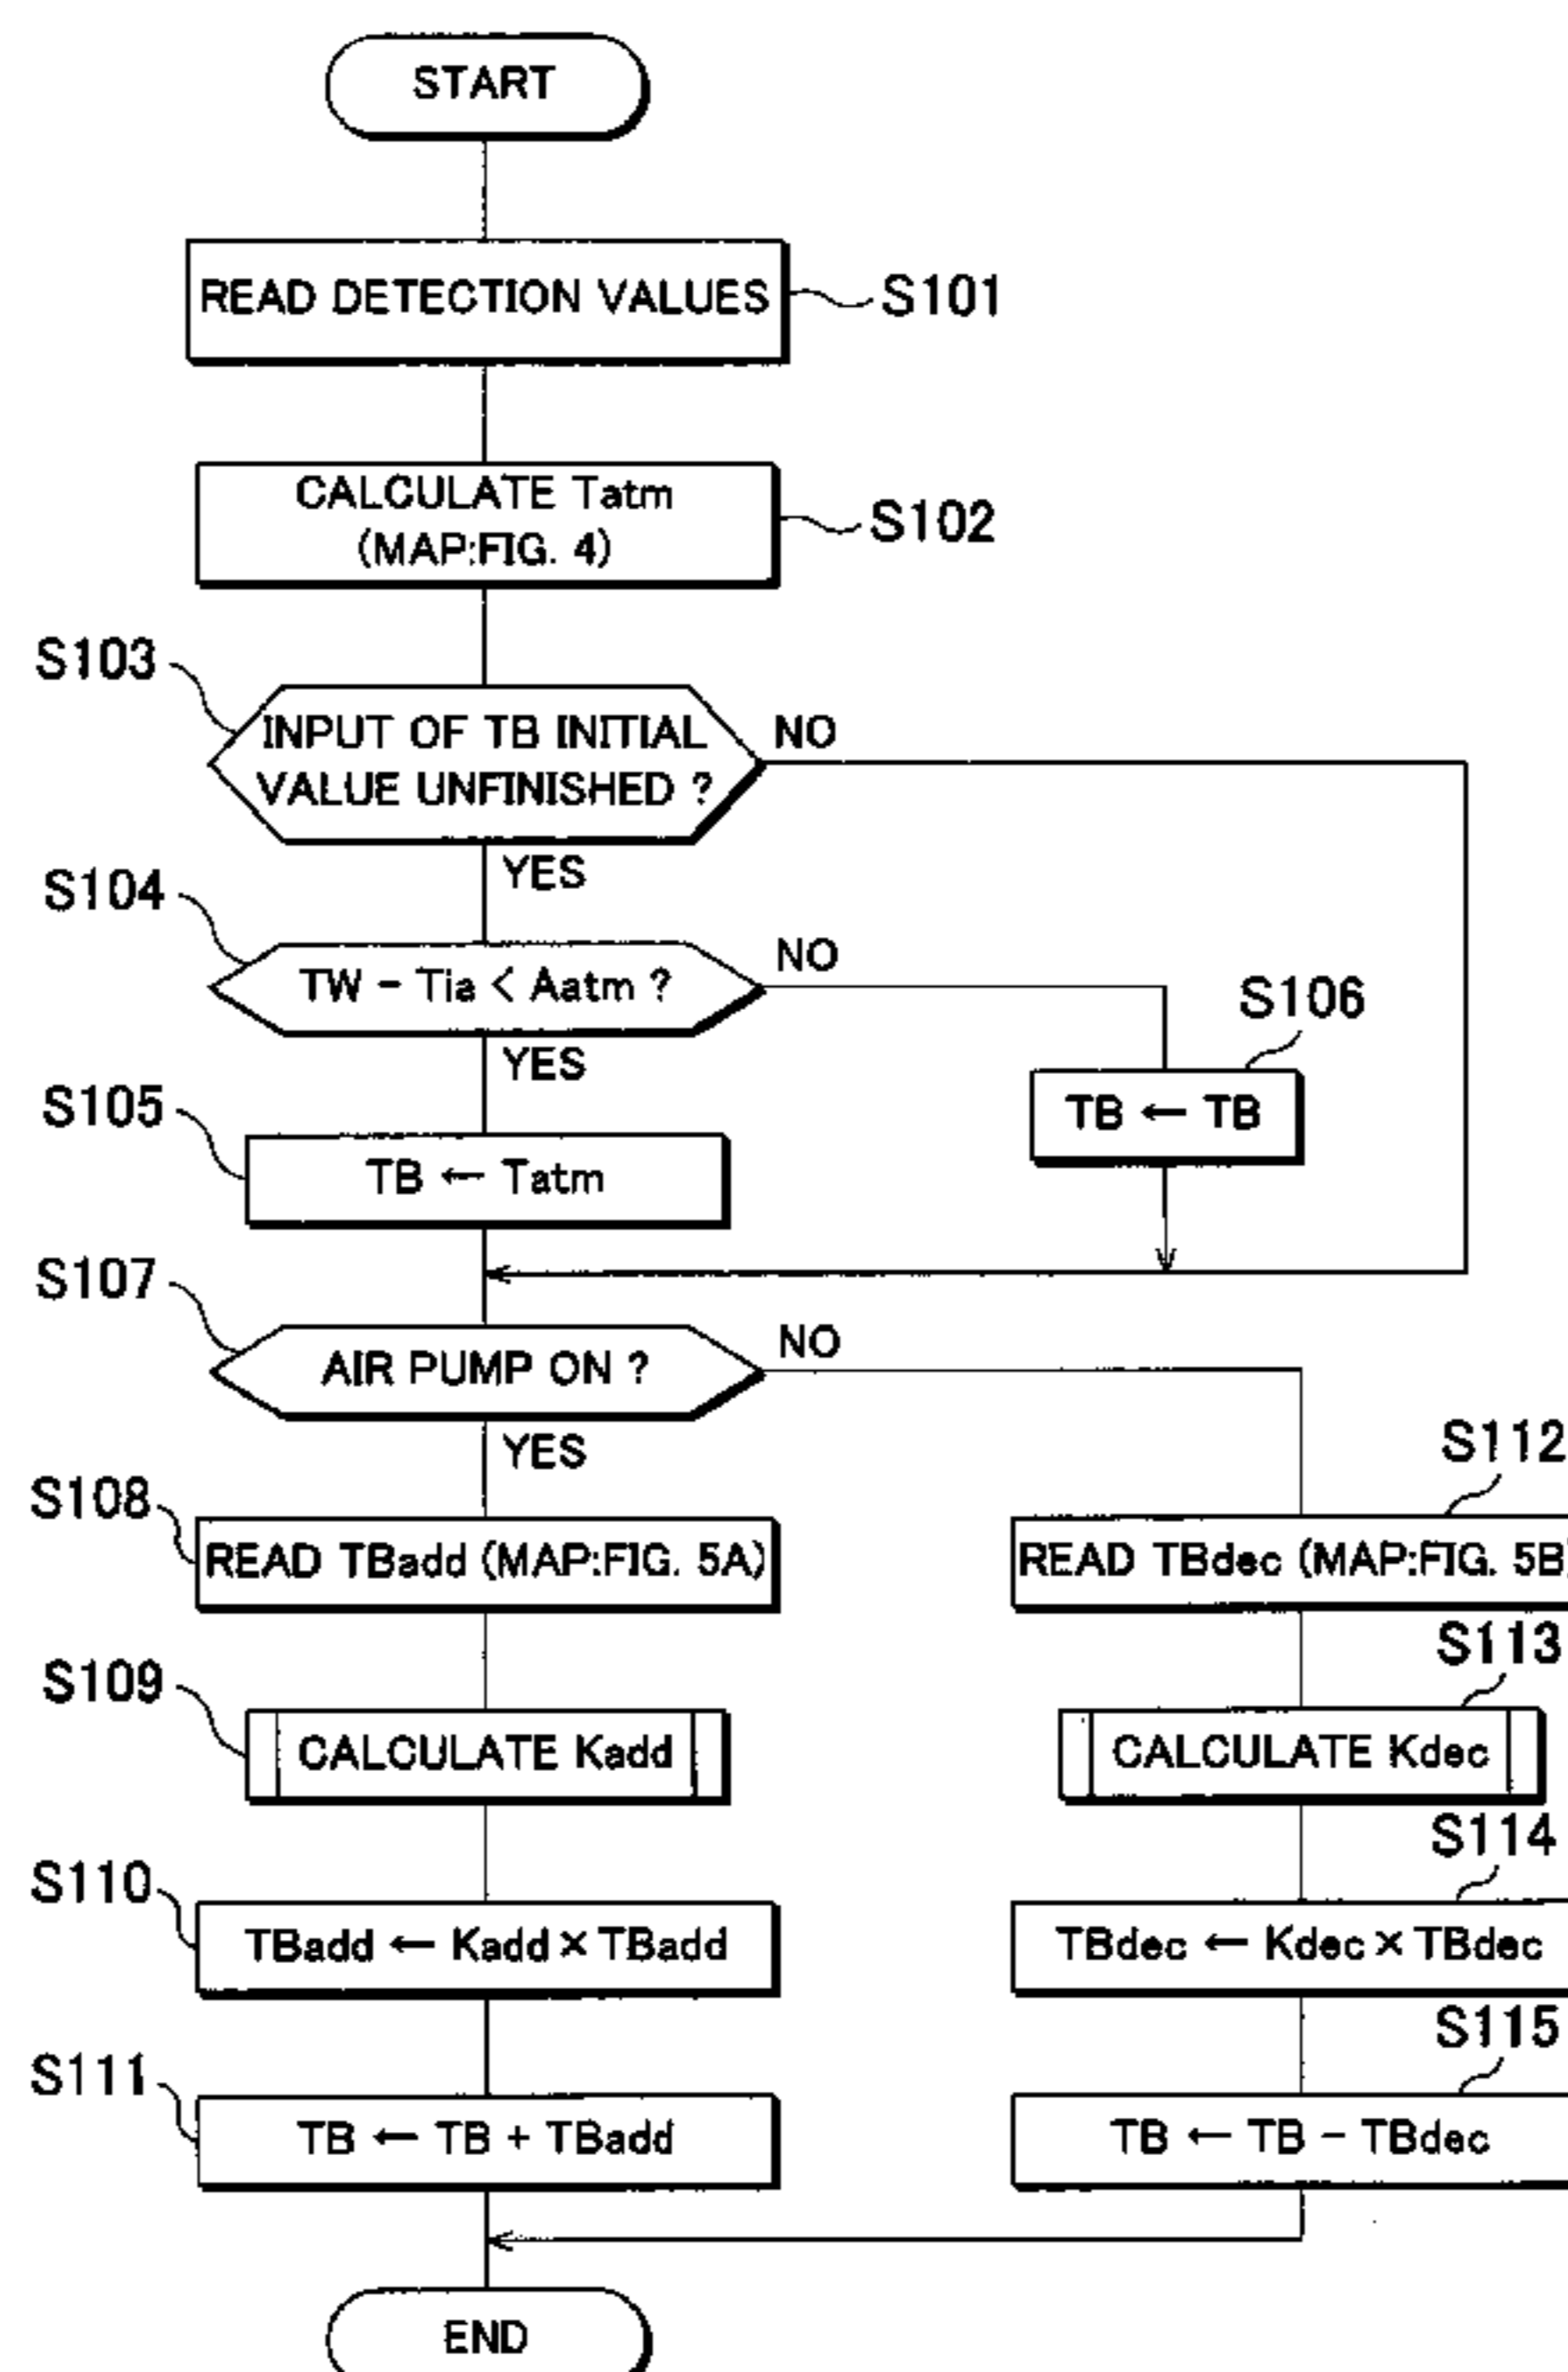 START
READ DETECTION VALUES
S101
CALCULATE Tatm
(MAP:FIG. 4)
S102
S103
INPUT OF TB INITIAL
VALUE UNFINISHED ?
NO
YES
S104
TW - Tia < Aatm ?
NO
YES
S106
TB ← TB
S105
TB ← Tatm
S107
AIR PUMP ON ?
NO
YES
S108
READ TBadd (MAP:FIG. 5A)
S112
READ TBdec (MAP:FIG. 5B)
S109
CALCULATE Kadd
S113
CALCULATE Kdec
S110
TBadd ← Kadd × TBadd
S114
TBdec ← Kdec × TBdec
S111
TB ← TB + TBadd
S115
TB ← TB - TBdec
END